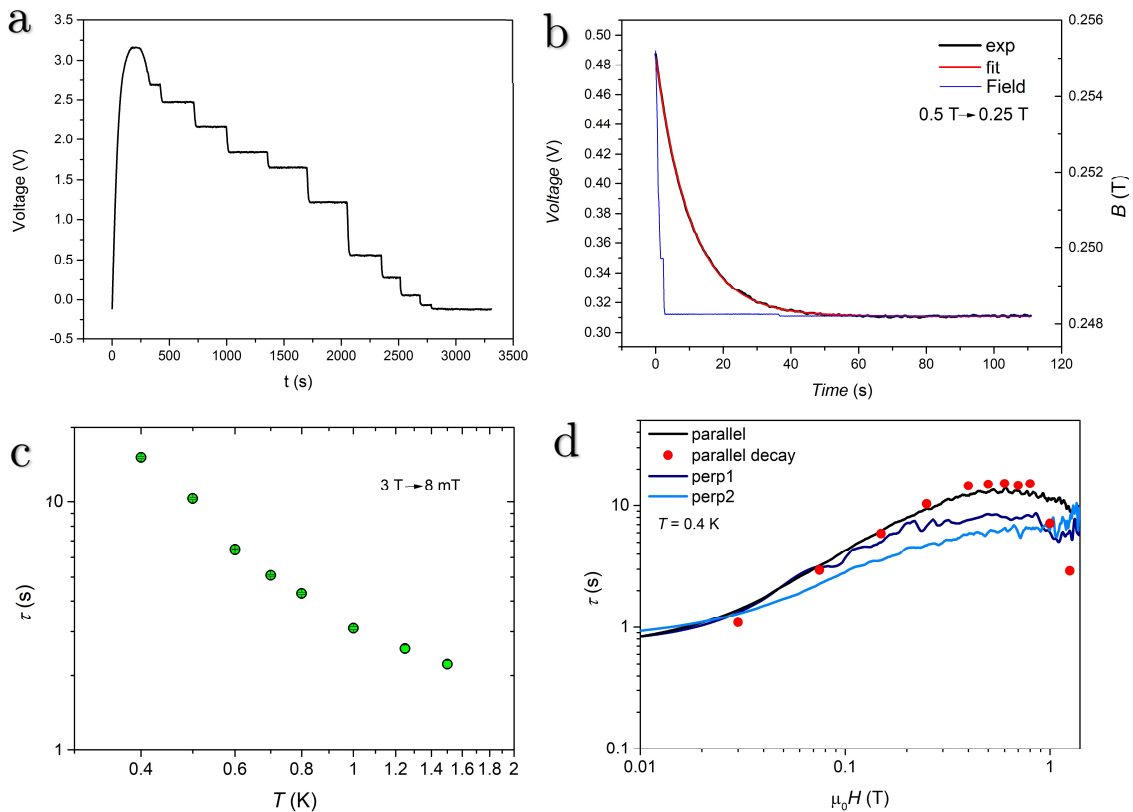 a
3.5
3.0
2.5
2.0
1.5
1.0
0.5
0.0
-0.5
Voltage (V)
0 500 1000 1500 2000 2500 3000 3500
t (s)
b
0.50
0.48
0.46
0.44
0.42
0.40
0.38
0.36
0.34
0.32
0.30
Voltage (V)
exp
fit
Field
0.5 T→0.25 T
0.256
0.254
0.252
0.250
0.248
B (T)
0 20 40 60 80 100 120
Time (s)
c
3 T→8 mT
10
1
τ (s)
0.4 0.6 0.8 1 1.2 1.4 1.6 1.8 2
T (K)
d
parallel
parallel decay
perp1
perp2
T = 0.4 K
10
1
0.1
τ (s)
0.01 0.1 1
μ₀H (T)